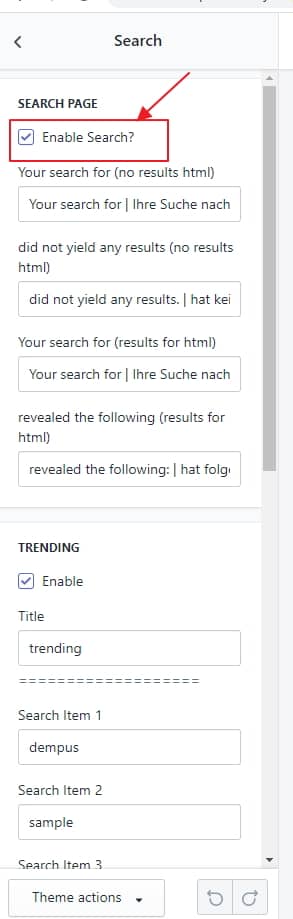 Search
SEARCH PAGE
Enable Search?
Your search for (no results html)
Your search for | Ihre Suche nach
did not yield any results (no results
html)
did not yield any results. | hat kei
Your search for (results for html)
Your search for | Ihre Suche nach
revealed the following (results for
html)
revealed the following: | hat folg
TRENDING
Enable
Title
trending
===================
Search Item 1
dempus
Search Item 2
sample
Search Item 3
Theme actions